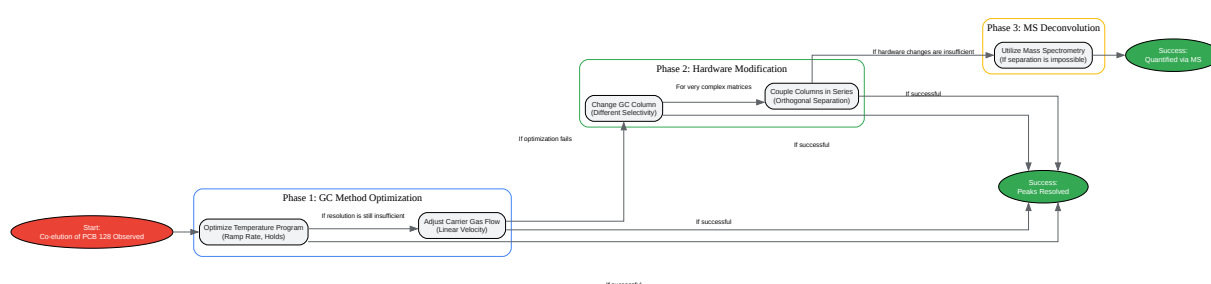 Phase 3: MS Deconvolution
If hardware changes are insufficient
Utilize Mass Spectrometry
(If separation is impossible)
Success:
Quantified via MS
Phase 2: Hardware Modification
For very complex matrices
Couple Columns in Series
(Orthogonal Separation)
If successful
Change GC Column
(Different Selectivity)
If optimization fails
If successful
Success:
Peaks Resolved
Phase 1: GC Method Optimization
If resolution is still insufficient
Adjust Carrier Gas Flow
(Linear Velocity)
If successful
Start:
Co-elution of PCB 128 Observed
Optimize Temperature Program
(Ramp Rate, Holds)
If successful